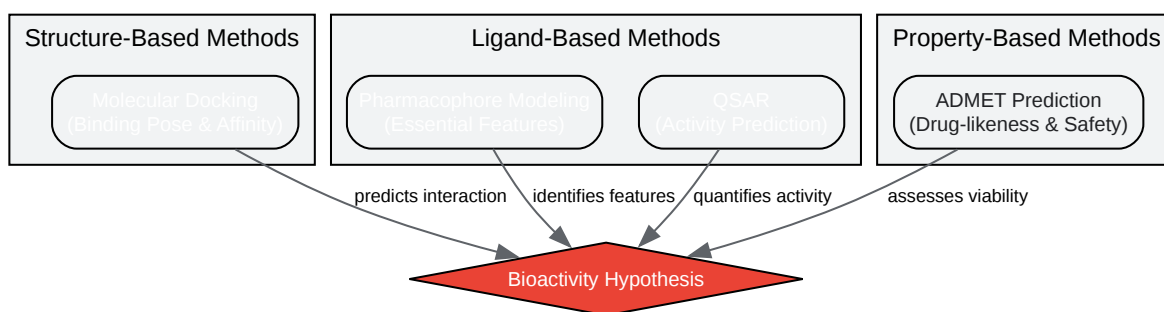 Structure-Based Methods
Ligand-Based Methods
Property-Based Methods
Molecular Docking
(Binding Pose & Affinity)
Pharmacophore Modeling
(Essential Features)
QSAR
(Activity Prediction)
ADMET Prediction
(Drug-likeness & Safety)
predicts interaction
identifies features
quantifies activity
assesses viability
Bioactivity Hypothesis